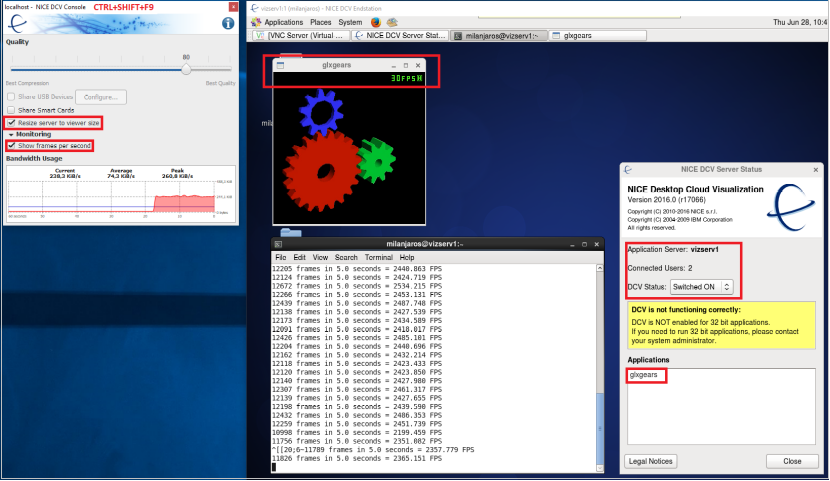 localhost - NICE DCV Console CTRL+SHIFT+F9
Quality
80
Best Compression Best Quality
Share USB Devices Configure...
Share Smart Cards
Resize server to viewer size
Monitoring
Show frames per second
Bandwidth Usage
Current Average Peak
238,3 KiB/s 74,3 KiB/s 260,8 KiB/s
60 seconds 50 40 30 20 10 0
vizserv1:1 (milanjaros) - NICE DCV Endstation
Applications Places System
Thu Jun 28, 10:4
[VNC Server (Virtual ... NICE DCV Server Stat... milanjaros@vizserv1:~ glxgears
glxgears
30FPS
mil
milanjaros@vizserv1:~
File Edit View Search Terminal Help
12205 frames in 5.0 seconds = 2440.863 FPS
12124 frames in 5.0 seconds = 2424.719 FPS
12672 frames in 5.0 seconds = 2534.215 FPS
12266 frames in 5.0 seconds = 2453.131 FPS
12439 frames in 5.0 seconds = 2487.748 FPS
12138 frames in 5.0 seconds = 2427.539 FPS
12173 frames in 5.0 seconds = 2434.589 FPS
12091 frames in 5.0 seconds = 2418.017 FPS
12426 frames in 5.0 seconds = 2485.101 FPS
12204 frames in 5.0 seconds = 2440.696 FPS
12162 frames in 5.0 seconds = 2432.214 FPS
12118 frames in 5.0 seconds = 2423.433 FPS
12120 frames in 5.0 seconds = 2423.850 FPS
12140 frames in 5.0 seconds = 2427.980 FPS
12307 frames in 5.0 seconds = 2461.317 FPS
12139 frames in 5.0 seconds = 2427.655 FPS
12198 frames in 5.0 seconds = 2439.590 FPS
12432 frames in 5.0 seconds = 2486.353 FPS
12259 frames in 5.0 seconds = 2451.739 FPS
10998 frames in 5.0 seconds = 2199.459 FPS
11756 frames in 5.0 seconds = 2351.082 FPS
^[[20;6~11789 frames in 5.0 seconds = 2357.779 FPS
11826 frames in 5.0 seconds = 2365.151 FPS
NICE DCV Server Status
NICE Desktop Cloud Visualization
Version 2016.0 (r17066)
Copyright (C) 2010-2016 NICE s.r.l.
Copyright (C) 2004-2009 IBM Corporation
All rights reserved.
Application Server: vizserv1
Connected Users: 2
DCV Status: Switched ON
DCV is not functioning correctly:
DCV is NOT enabled for 32 bit applications.
If you need to run 32 bit applications, please contact
your system administrator.
Applications
glxgears
Legal Notices Close